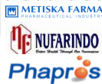 METISKA FARMA
PHARMACEUTICAL INDUSTRY
NUFARINDO
Phapros